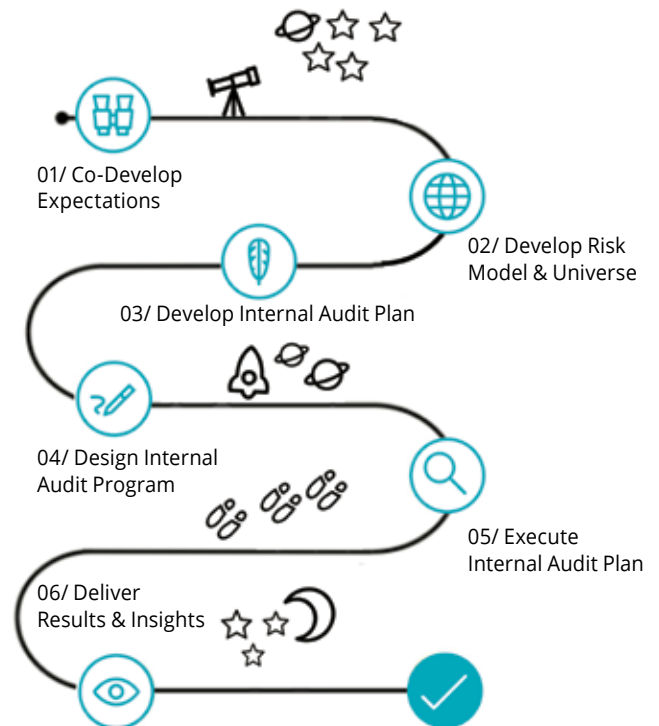 01/ Co-Develop
Expectations
02/ Develop Risk
Model & Universe
03/ Develop Internal Audit Plan
04/ Design Internal
Audit Program
05/ Execute
Internal Audit Plan
06/ Deliver
Results & Insights